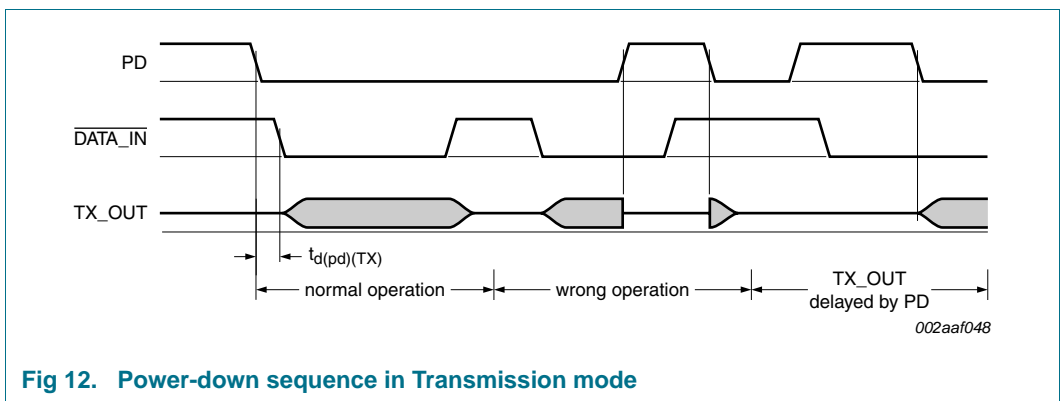 PD
DATA_IN
TX_OUT
td(pd)(TX)
normal operation
wrong operation
TX_OUT
delayed by PD
002aaf048
Fig 12. Power-down sequence in Transmission mode